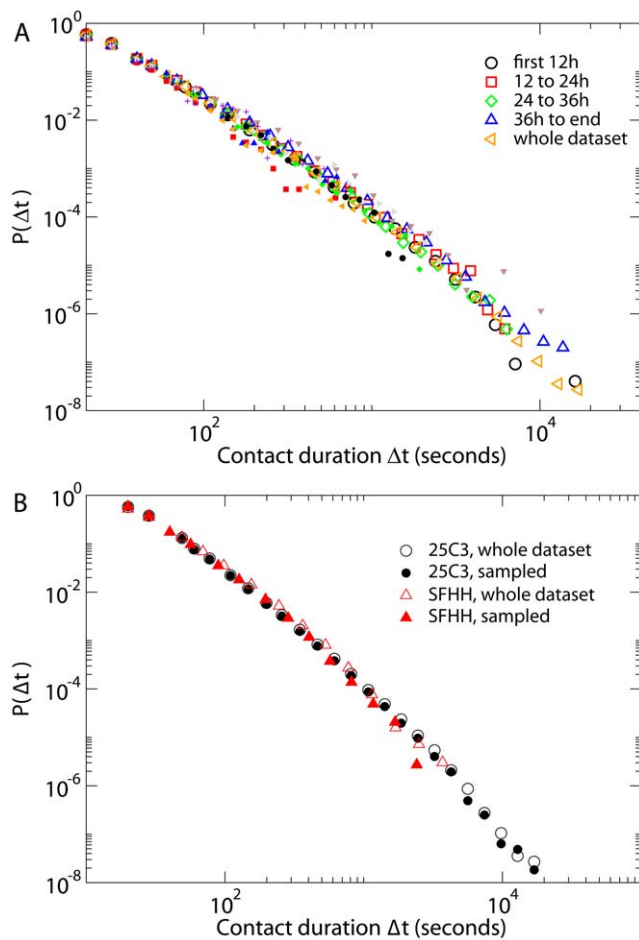 A
P(Δt)
10^0
10^-2
10^-4
10^-6
10^-8
first 12h
12 to 24h
24 to 36h
36h to end
whole dataset
10^2
10^3
10^4
Contact duration Δt (seconds)
B
P(Δt)
10^0
10^-2
10^-4
10^-6
10^-8
25C3, whole dataset
25C3, sampled
SFHH, whole dataset
SFHH, sampled
10^2
10^4
Contact duration Δt (seconds)